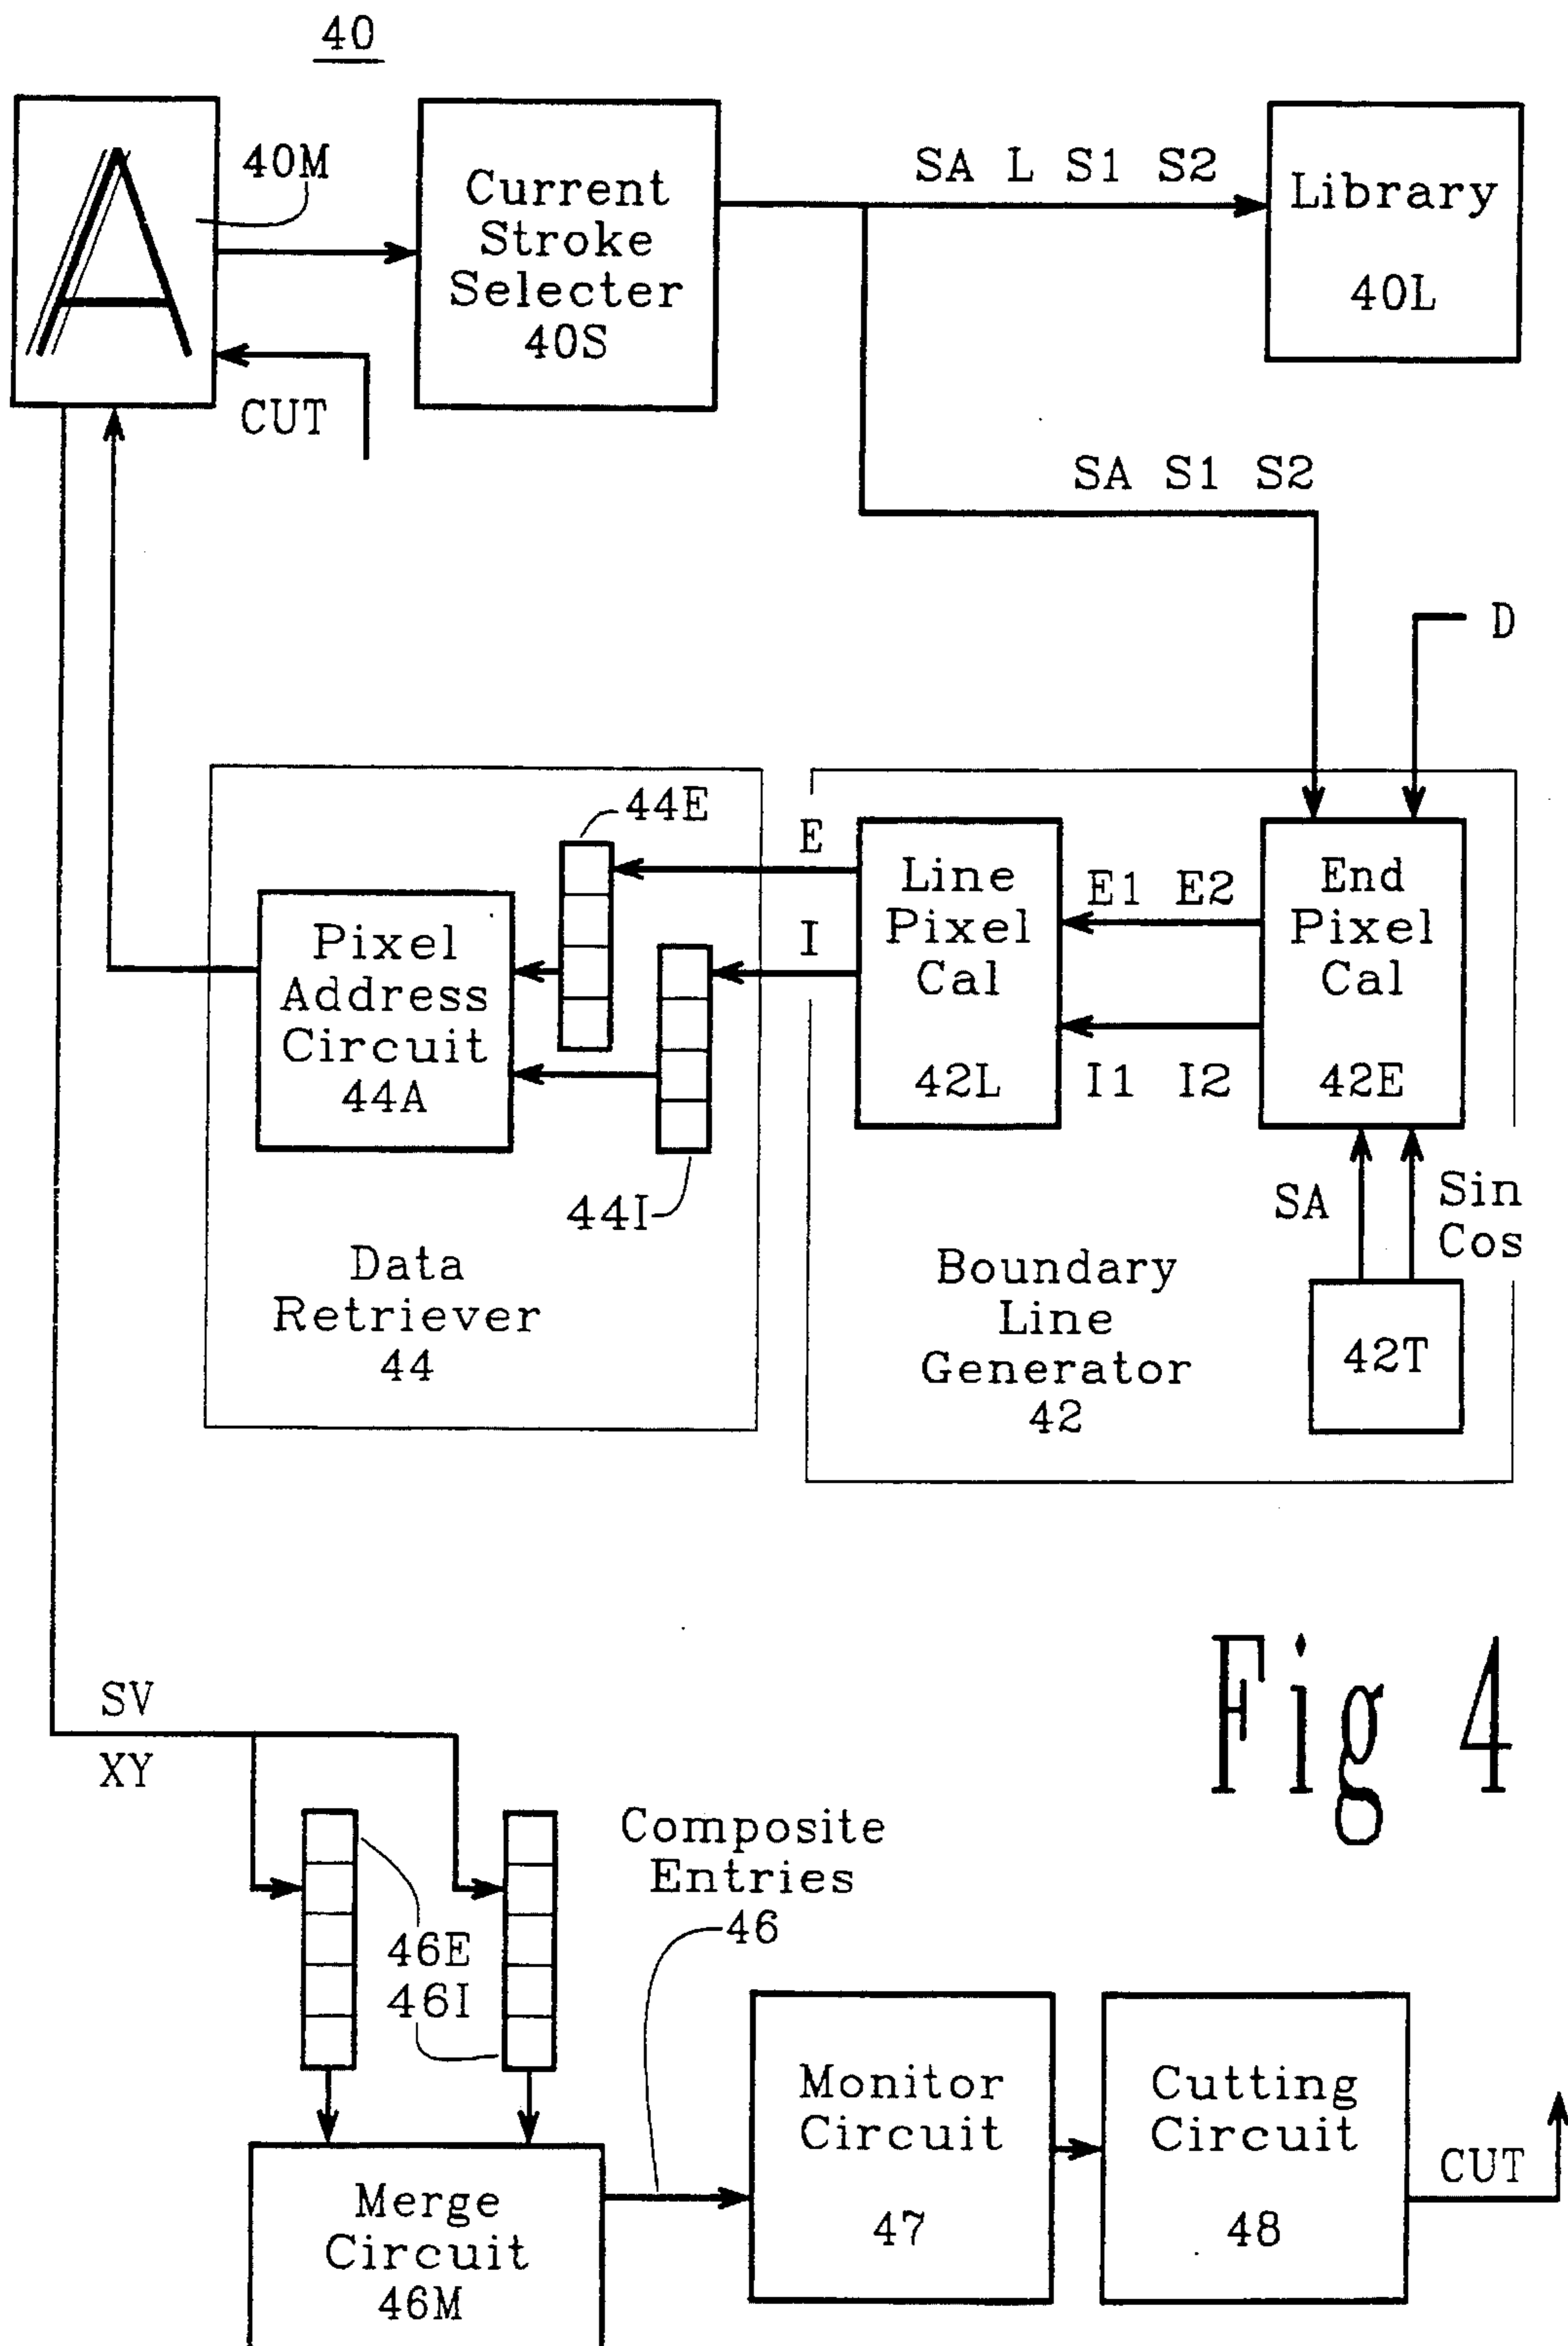 40
A
40M
Current
Stroke
Selecter
40S
SA L S1 S2
Library
40L
CUT
SA S1 S2
D
44E
E
Line
Pixel
Cal
42L
E1 E2
End
Pixel
Cal
42E
I
I1 I2
Pixel
Address
Circuit
44A
44I
SA
Sin
Cos
Data
Retriever
44
Boundary
Line
Generator
42
42T
SV
XY
Fig 4
Composite
Entries
46
46E
46I
Monitor
Circuit
47
Cutting
Circuit
48
CUT
Merge
Circuit
46M